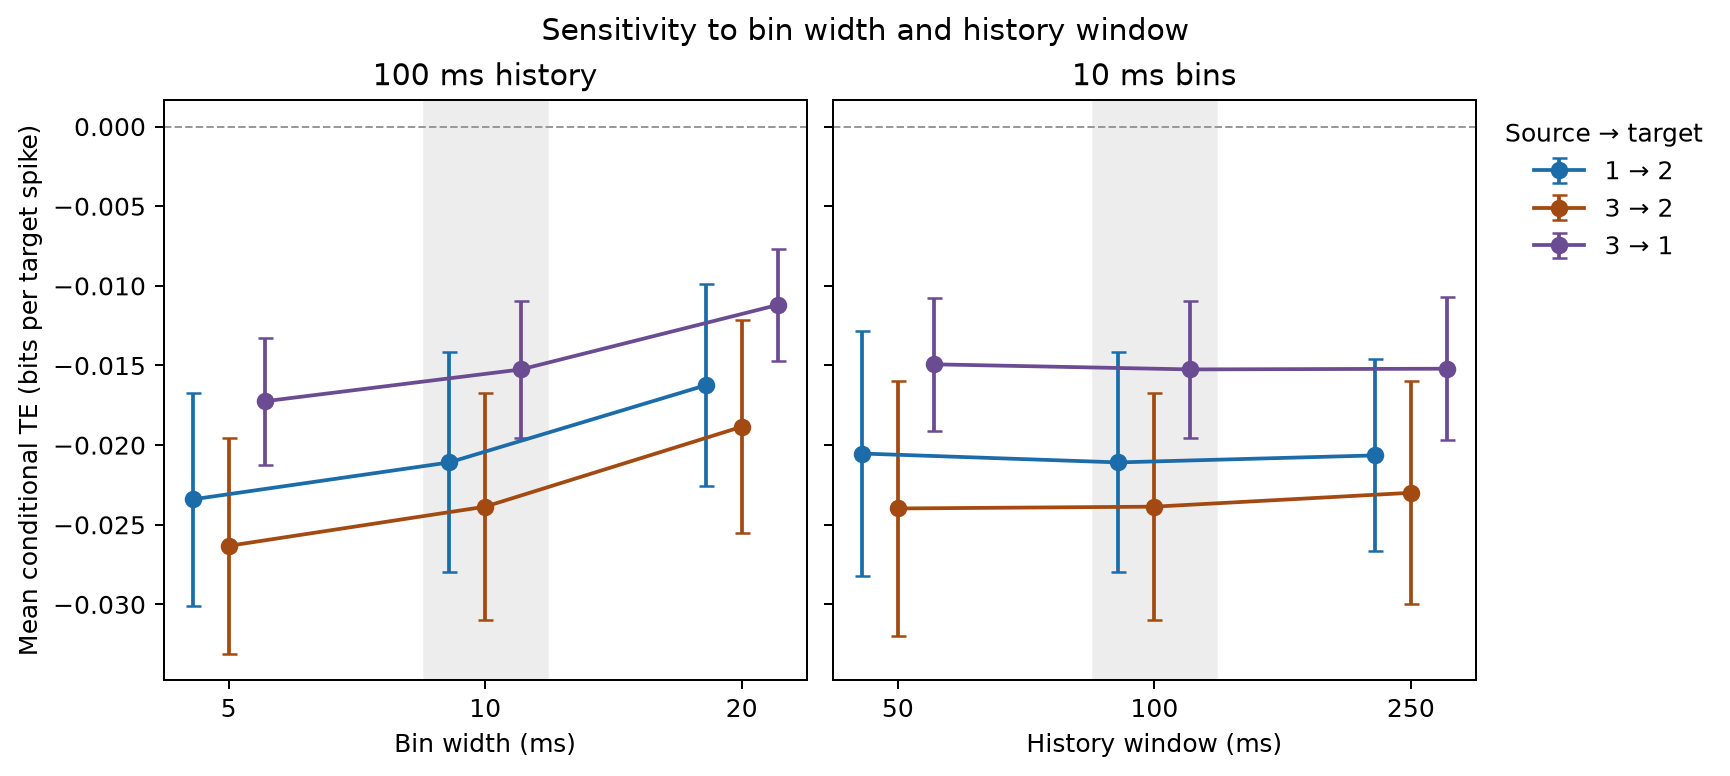 Sensitivity to bin width and history window
100 ms history
10 ms bins
Mean conditional TE (bits per target spike)
0.000
−0.005
−0.010
−0.015
−0.020
−0.025
−0.030
5
10
20
Bin width (ms)
50
100
250
History window (ms)
Source → target
1 → 2
3 → 2
3 → 1